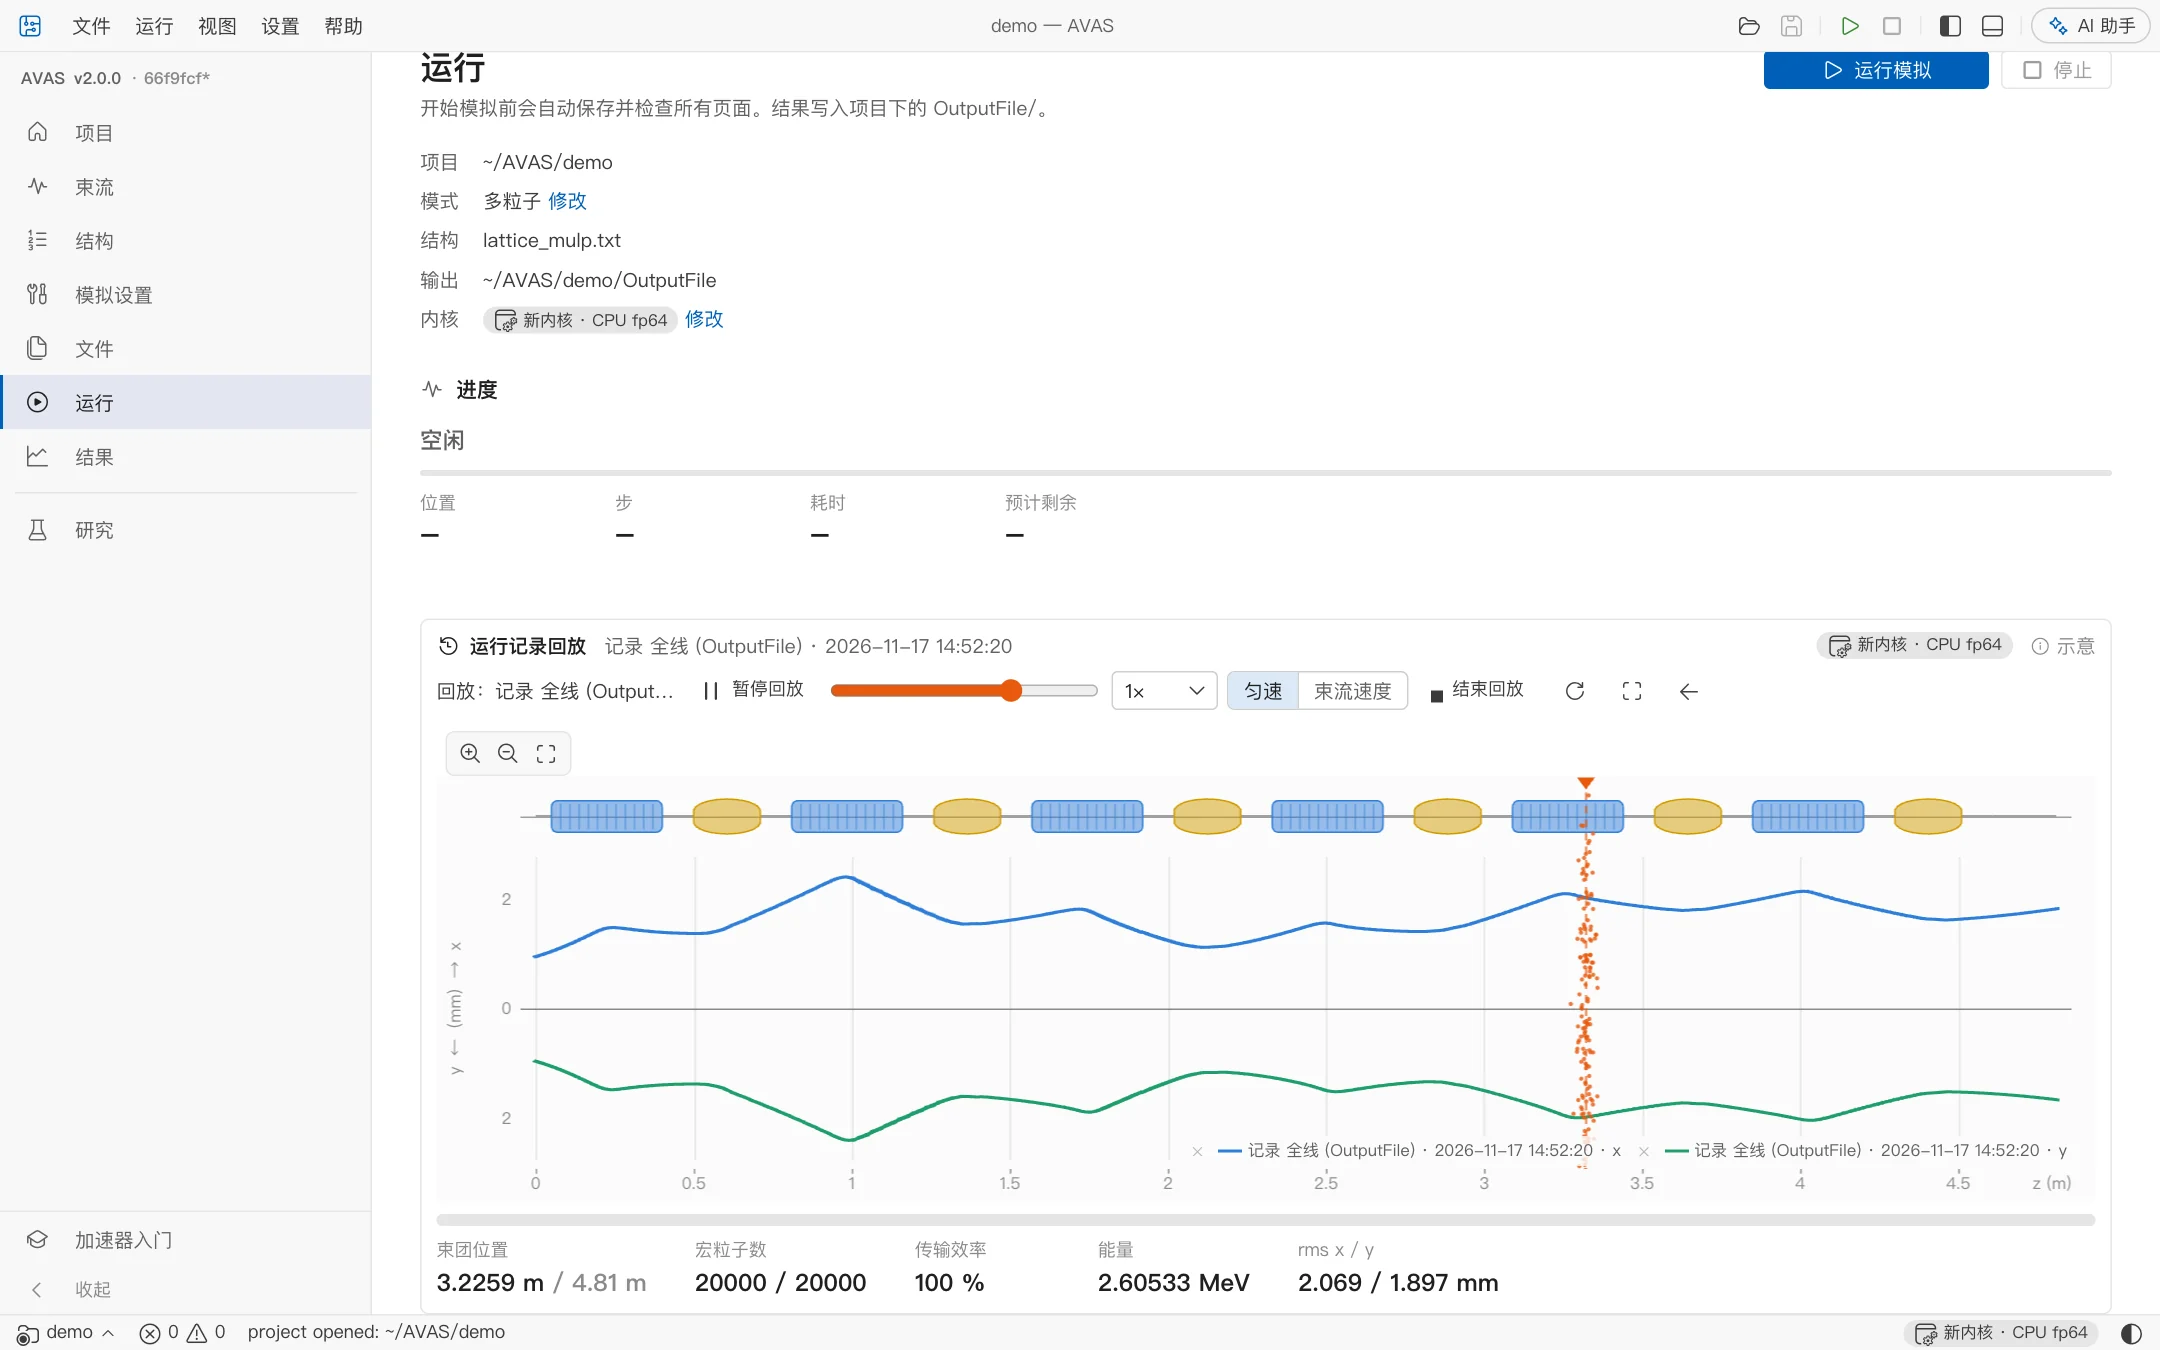 文件 运行 视图 设置 帮助 demo — AVAS AI 助手
AVAS v2.0.0 · 66f9fcf*
项目
束流
结构
模拟设置
文件
运行
结果
研究
加速器入门
收起
运行
运行模拟 停止
开始模拟前会自动保存并检查所有页面。结果写入项目下的 OutputFile/。
项目 ~/AVAS/demo
模式 多粒子 修改
结构 lattice_mulp.txt
输出 ~/AVAS/demo/OutputFile
内核 新内核 · CPU fp64 修改
进度
空闲
位置 步 耗时 预计剩余
— — — —
运行记录回放 记录 全线 (OutputFile) · 2026-11-17 14:52:20 新内核 · CPU fp64 示意
回放：记录 全线 (Output... 暂停回放 1× 匀速 束流速度 结束回放
2
0
2
y ← (mm) → x
× 记录 全线 (OutputFile) · 2026-11-17 14:52:20 · x × 记录 全线 (OutputFile) · 2026-11-17 14:52:20 · y
0 0.5 1 1.5 2 2.5 3 3.5 4 4.5 z (m)
束团位置 宏粒子数 传输效率 能量 rms x / y
3.2259 m / 4.81 m 20000 / 20000 100 % 2.60533 MeV 2.069 / 1.897 mm
demo 0 0 project opened: ~/AVAS/demo 新内核 · CPU fp64